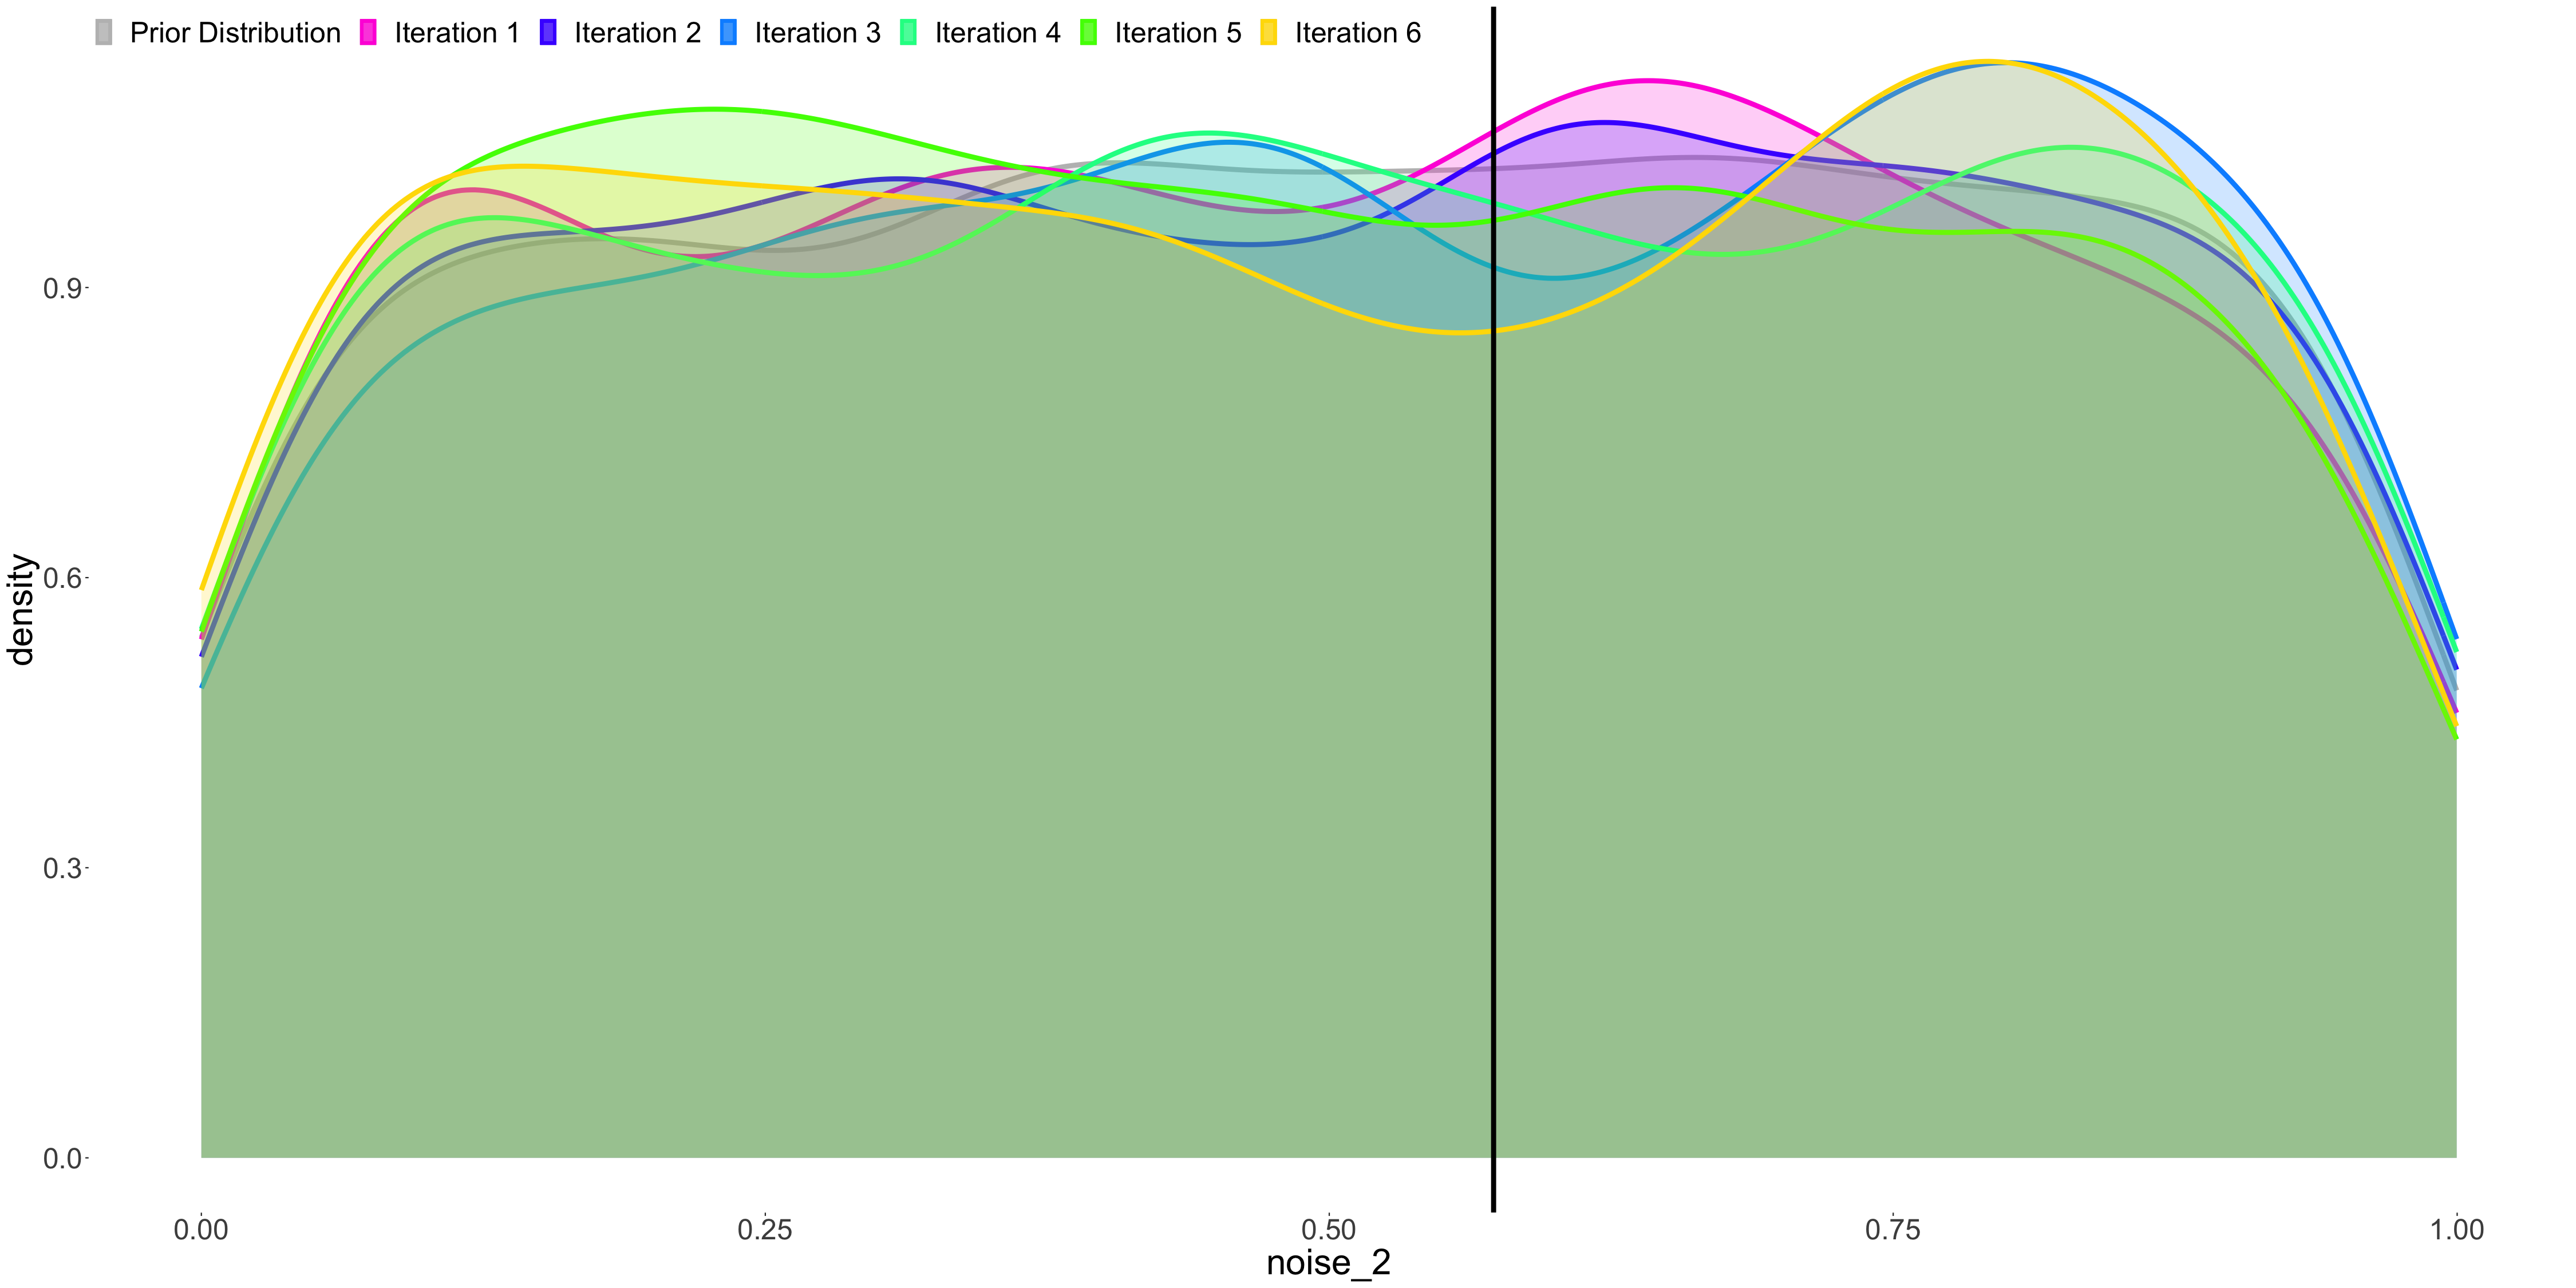 Prior Distribution Iteration 1 Iteration 2 Iteration 3 Iteration 4 Iteration 5 Iteration 6
density
0.9
0.6
0.3
0.0
0.00 0.25 0.50 0.75 1.00
noise_2